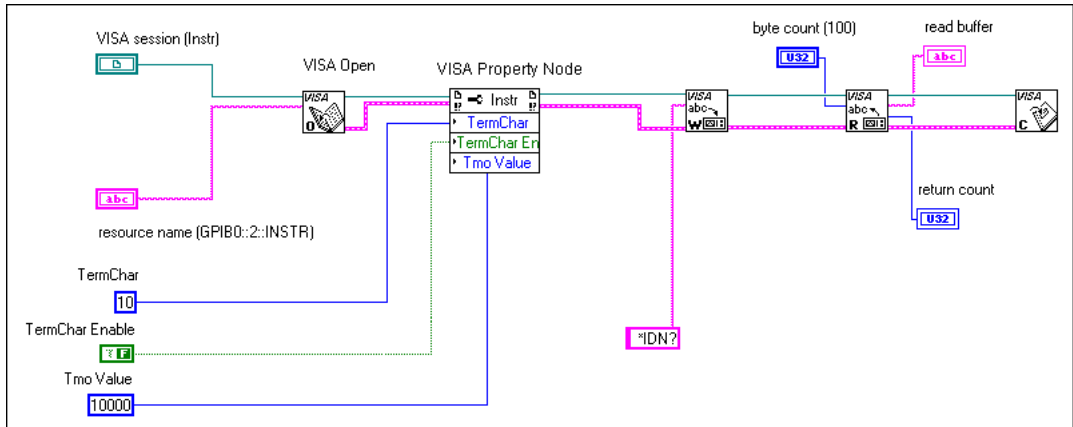 VISA session (Instr)
VISA Open
VISA Property Node
byte count (100)
read buffer
U32
abc
VISA
O
Instr
TermChar
TermChar En
Tmo Value
VISA
abc
W
VISA
abc
R
VISA
C
abc
resource name (GPIB0::2::INSTR)
return count
U32
TermChar
10
TermChar Enable
F
*IDN?
Tmo Value
10000